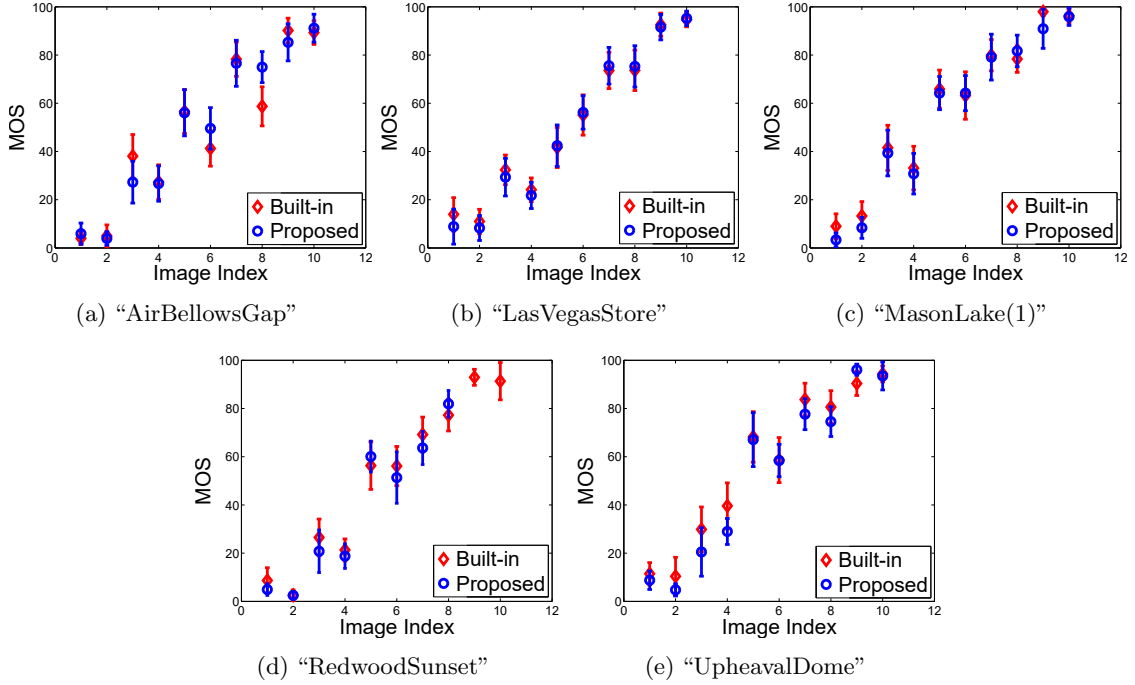 100
80
60
40
20
0
MOS
0 2 4 6 8 10 12
Image Index
Built-in
Proposed
(a) “AirBellowsGap”
100
80
60
40
20
0
MOS
0 2 4 6 8 10 12
Image Index
Built-in
Proposed
(b) “LasVegasStore”
100
80
60
40
20
0
MOS
0 2 4 6 8 10 12
Image Index
Built-in
Proposed
(c) “MasonLake(1)”
100
80
60
40
20
0
MOS
0 2 4 6 8 10 12
Image Index
Built-in
Proposed
(d) “RedwoodSunset”
100
80
60
40
20
0
MOS
0 2 4 6 8 10 12
Image Index
Built-in
Proposed
(e) “UpheavalDome”